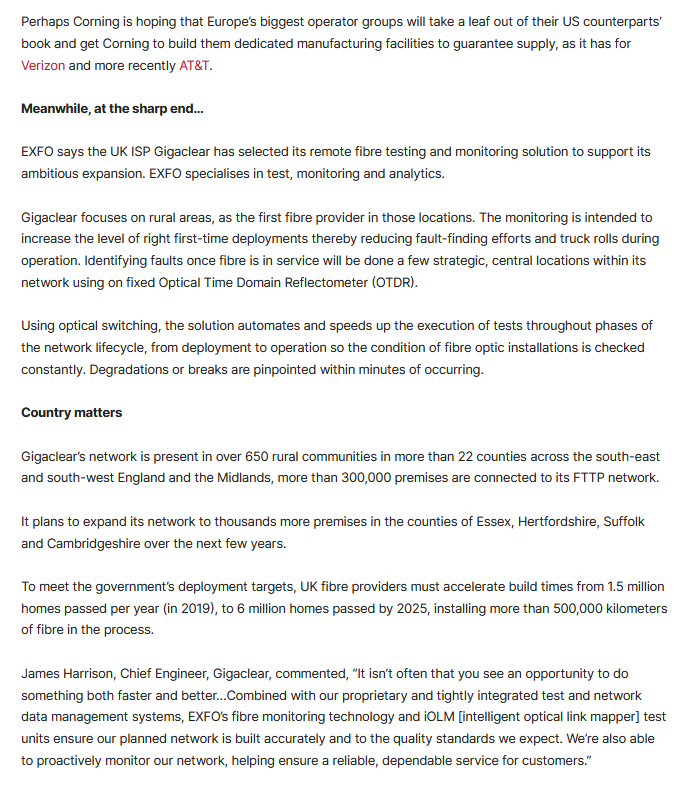 Perhaps Corning is hoping that Europe's biggest operator groups will take a leaf out of their US counterparts'
book and get Corning to build them dedicated manufacturing facilities to guarantee supply, as it has for
Verizon and more recently AT&T.
Meanwhile, at the sharp end…
EXFO says the UK ISP Gigaclear has selected its remote fibre testing and monitoring solution to support its
ambitious expansion. EXFO specialises in test, monitoring and analytics.
Gigaclear focuses on rural areas, as the first fibre provider in those locations. The monitoring is intended to
increase the level of right first-time deployments thereby reducing fault-finding efforts and truck rolls during
operation. Identifying faults once fibre is in service will be done a few strategic, central locations within its
network using on fixed Optical Time Domain Reflectometer (OTDR).
Using optical switching, the solution automates and speeds up the execution of tests throughout phases of
the network lifecycle, from deployment to operation so the condition of fibre optic installations is checked
constantly. Degradations or breaks are pinpointed within minutes of occurring.
Country matters
Gigaclear's network is present in over 650 rural communities in more than 22 counties across the south-east
and south-west England and the Midlands, more than 300,000 premises are connected to its FTTP network.
It plans to expand its network to thousands more premises in the counties of Essex, Hertfordshire, Suffolk
and Cambridgeshire over the next few years.
To meet the government's deployment targets, UK fibre providers must accelerate build times from 1.5 million
homes passed per year (in 2019), to 6 million homes passed by 2025, installing more than 500,000 kilometers
of fibre in the process.
James Harrison, Chief Engineer, Gigaclear, commented, "It isn't often that you see an opportunity to do
something both faster and better…Combined with our proprietary and tightly integrated test and network
data management systems, EXFO's fibre monitoring technology and iOLM [intelligent optical link mapper] test
units ensure our planned network is built accurately and to the quality standards we expect. We're also able
to proactively monitor our network, helping ensure a reliable, dependable service for customers."